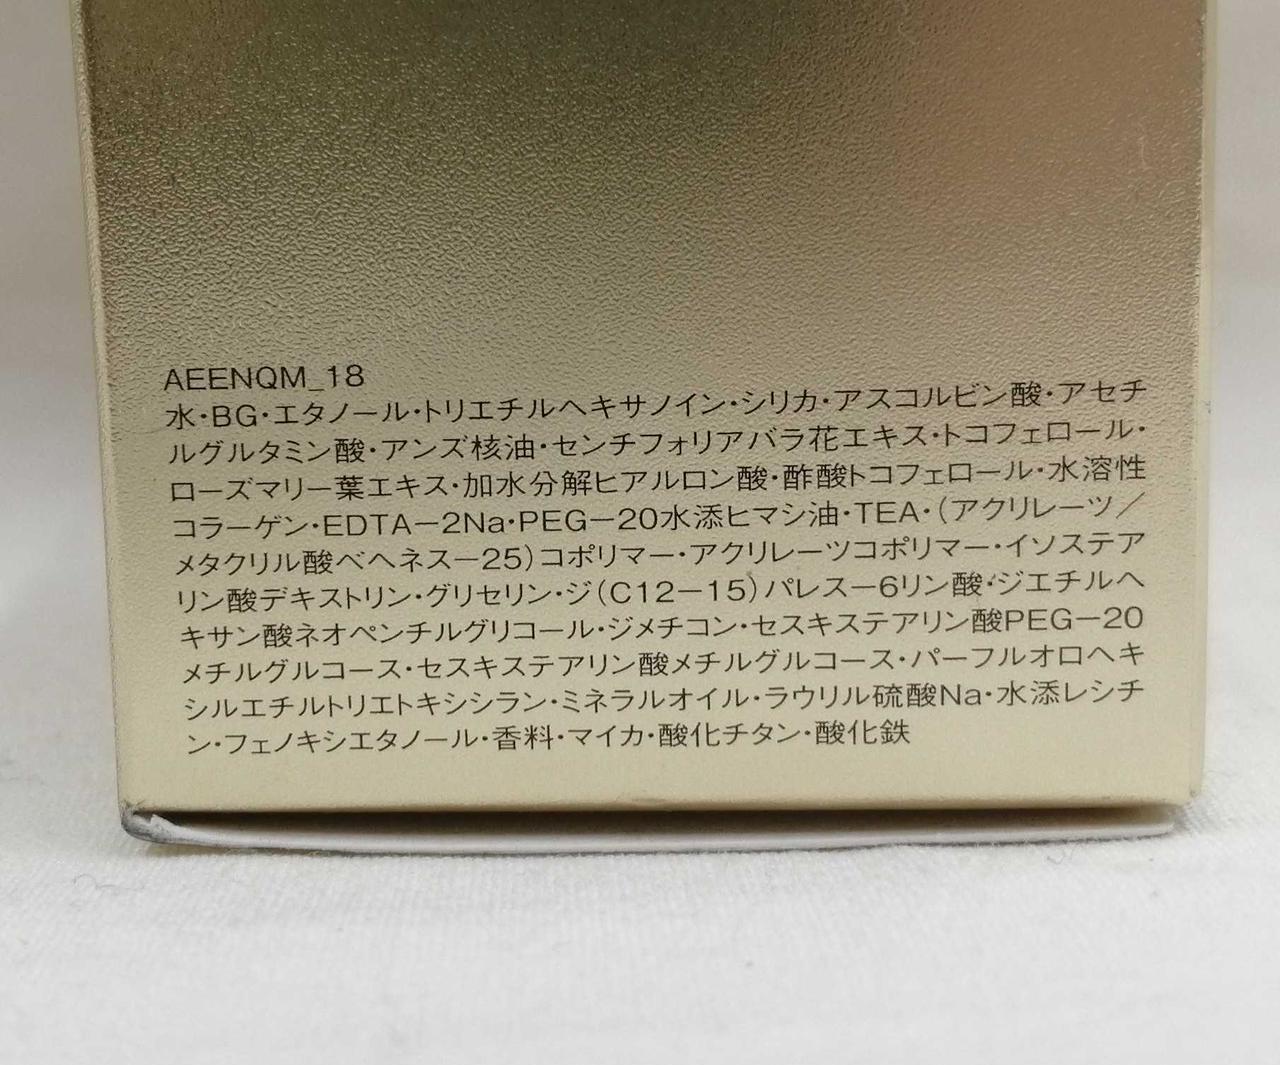 AEENQM_18
水・BG・エタノール・トリエチルヘキサノイン・シリカ・アスコルビン酸・アセチ
ルグルタミン酸・アンズ核油・センチフォリアバラ花エキス・トコフェロール・
ローズマリー葉エキス・加水分解ヒアルロン酸・酢酸トコフェロール・水溶性
コラーゲン・EDTA－2Na・PEG－20水添ヒマシ油・TEA・(アクリレーツ／
メタクリル酸ベヘネス－25)コポリマー・アクリレーツコポリマー・イソステア
リン酸デキストリン・グリセリン・ジ(C12－15)パレス－6リン酸・ジエチルヘ
キサン酸ネオペンチルグリコール・ジメチコン・セスキステアリン酸PEG－20
メチルグルコース・セスキステアリン酸メチルグルコース・パーフルオロヘキ
シルエチルトリエトキシシラン・ミネラルオイル・ラウリル硫酸Na・水添レシチ
ン・フェノキシエタノール・香料・マイカ・酸化チタン・酸化鉄